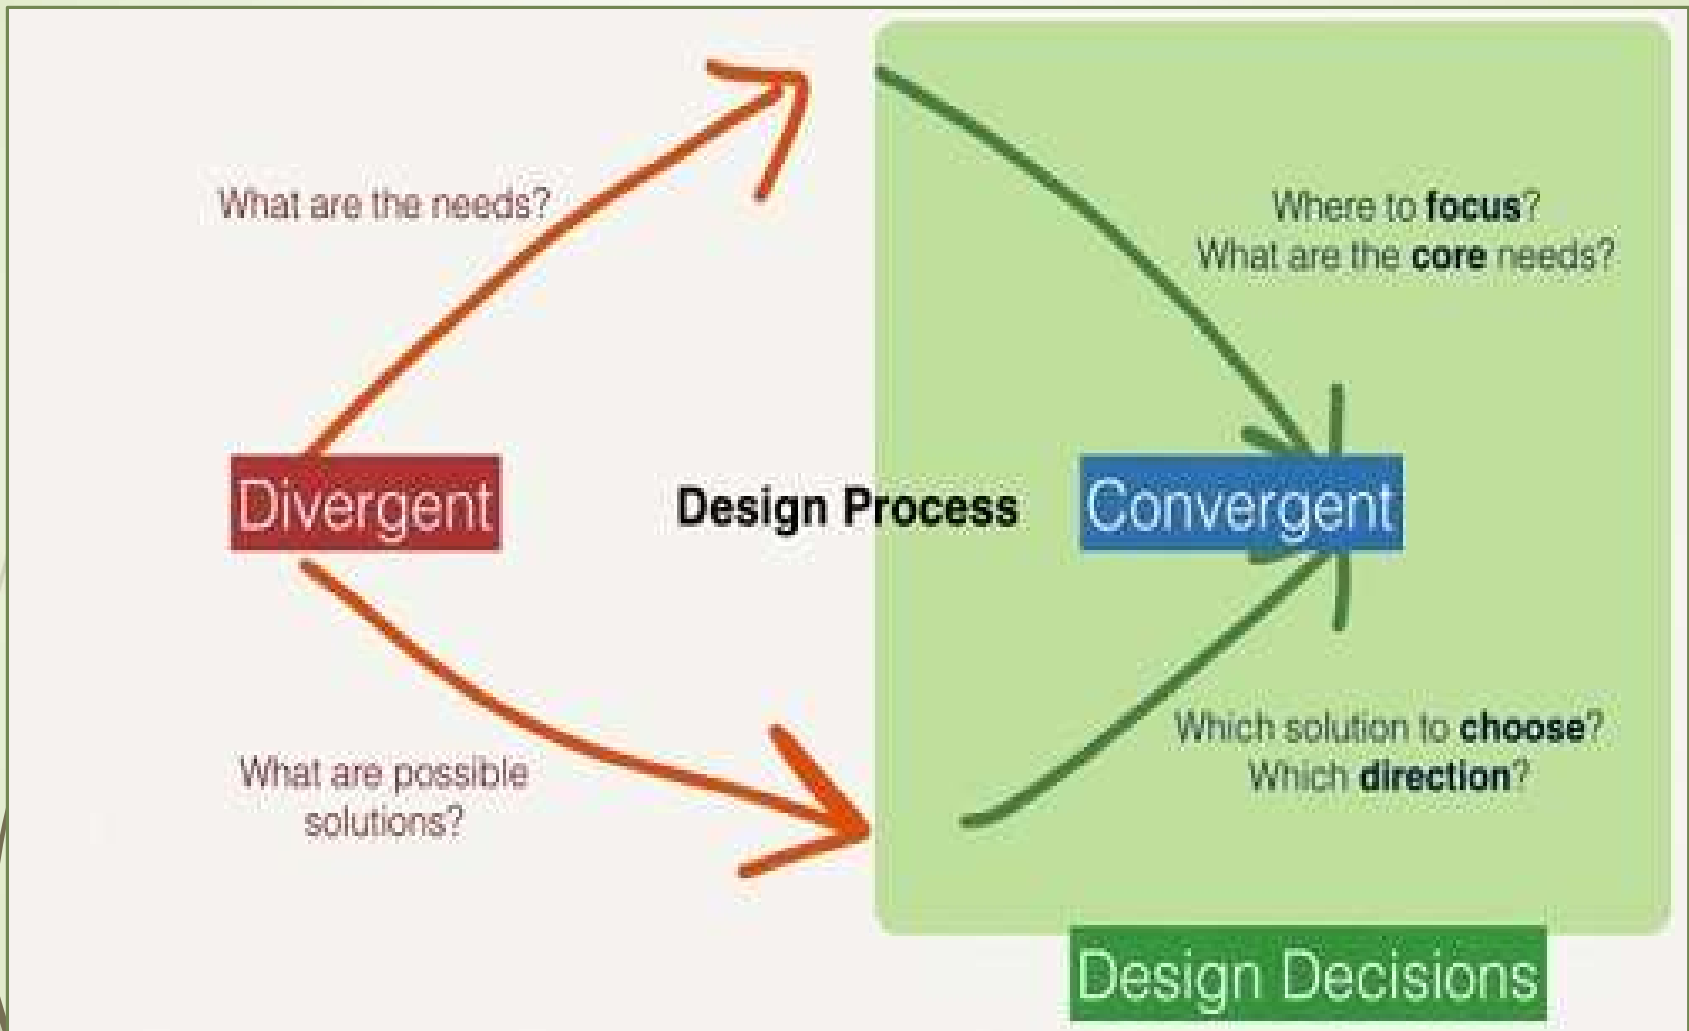 What are the needs?
Where to focus?
What are the core needs?
Divergent
Design Process
Convergent
What are possible
solutions?
Which solution to choose?
Which direction?
Design Decisions